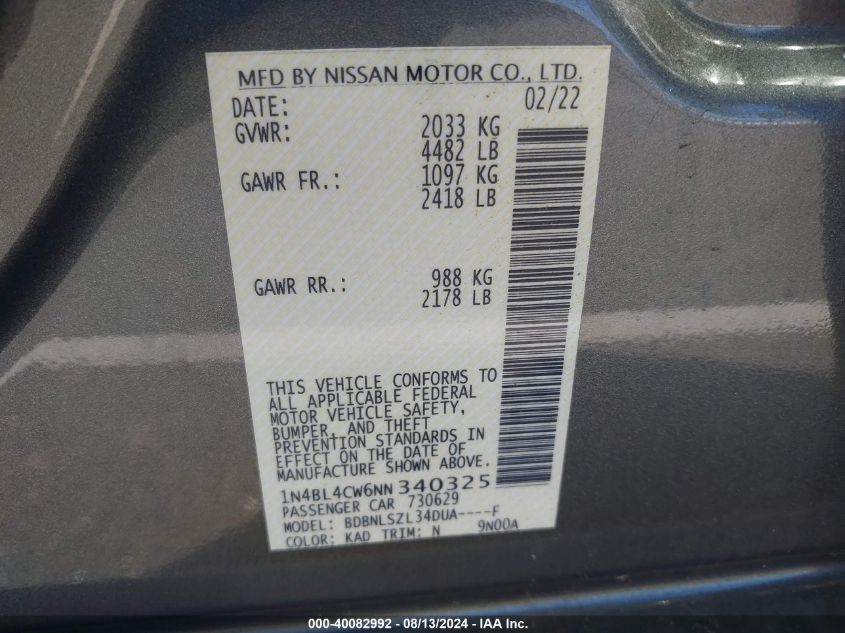 MFD BY NISSAN MOTOR CO., LTD.
DATE: 02/22
GVWR: 2033 KG
4482 LB
GAWR FR.: 1097 KG
2418 LB
GAWR RR.: 988 KG
2178 LB
THIS VEHICLE CONFORMS TO
ALL APPLICABLE FEDERAL
MOTOR VEHICLE SAFETY,
BUMPER, AND THEFT
PREVENTION STANDARDS IN
EFFECT ON THE DATE OF
MANUFACTURE SHOWN ABOVE.
1N4BL4CW6NN340325
PASSENGER CAR 730629
MODEL: BDBNLSZL34DUA----F
COLOR: KAD TRIM: N 9N00A
000-40082992 - 08/13/2024 - IAA Inc.